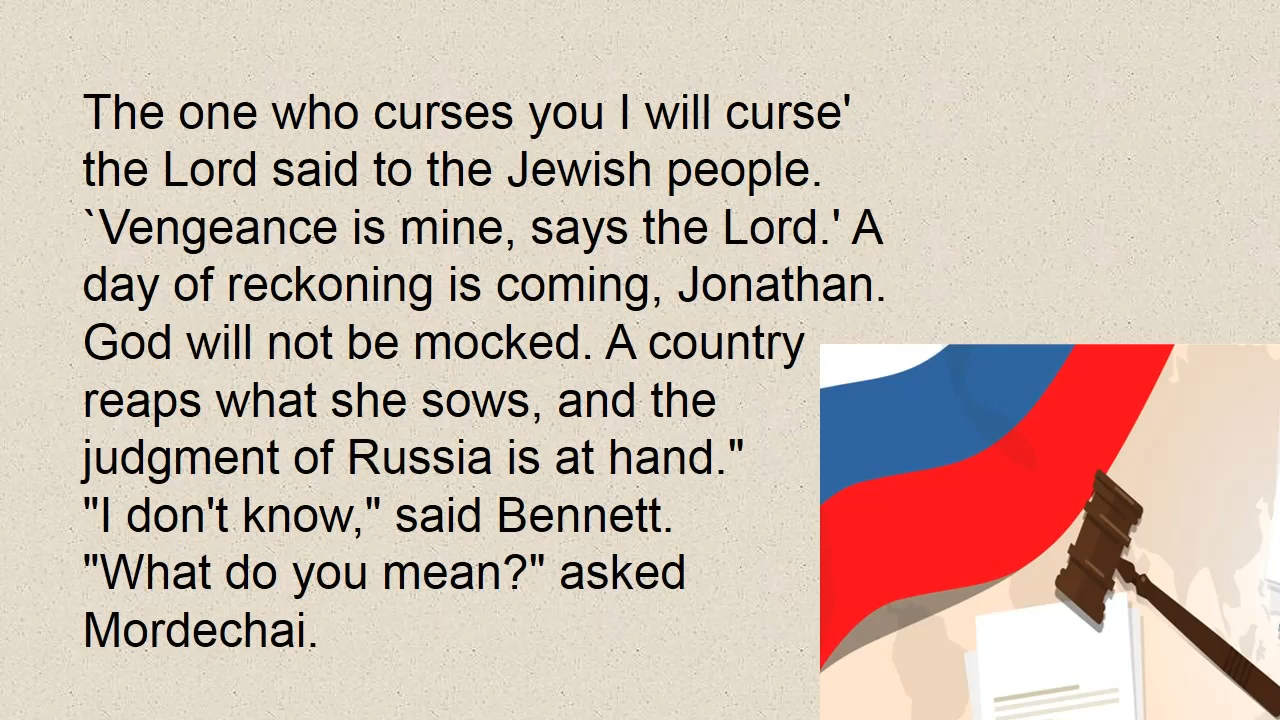 The one who curses you I will curse'
the Lord said to the Jewish people.
`Vengeance is mine, says the Lord.' A
day of reckoning is coming, Jonathan.
God will not be mocked. A country
reaps what she sows, and the
judgment of Russia is at hand."
"I don't know," said Bennett.
"What do you mean?" asked
Mordechai.